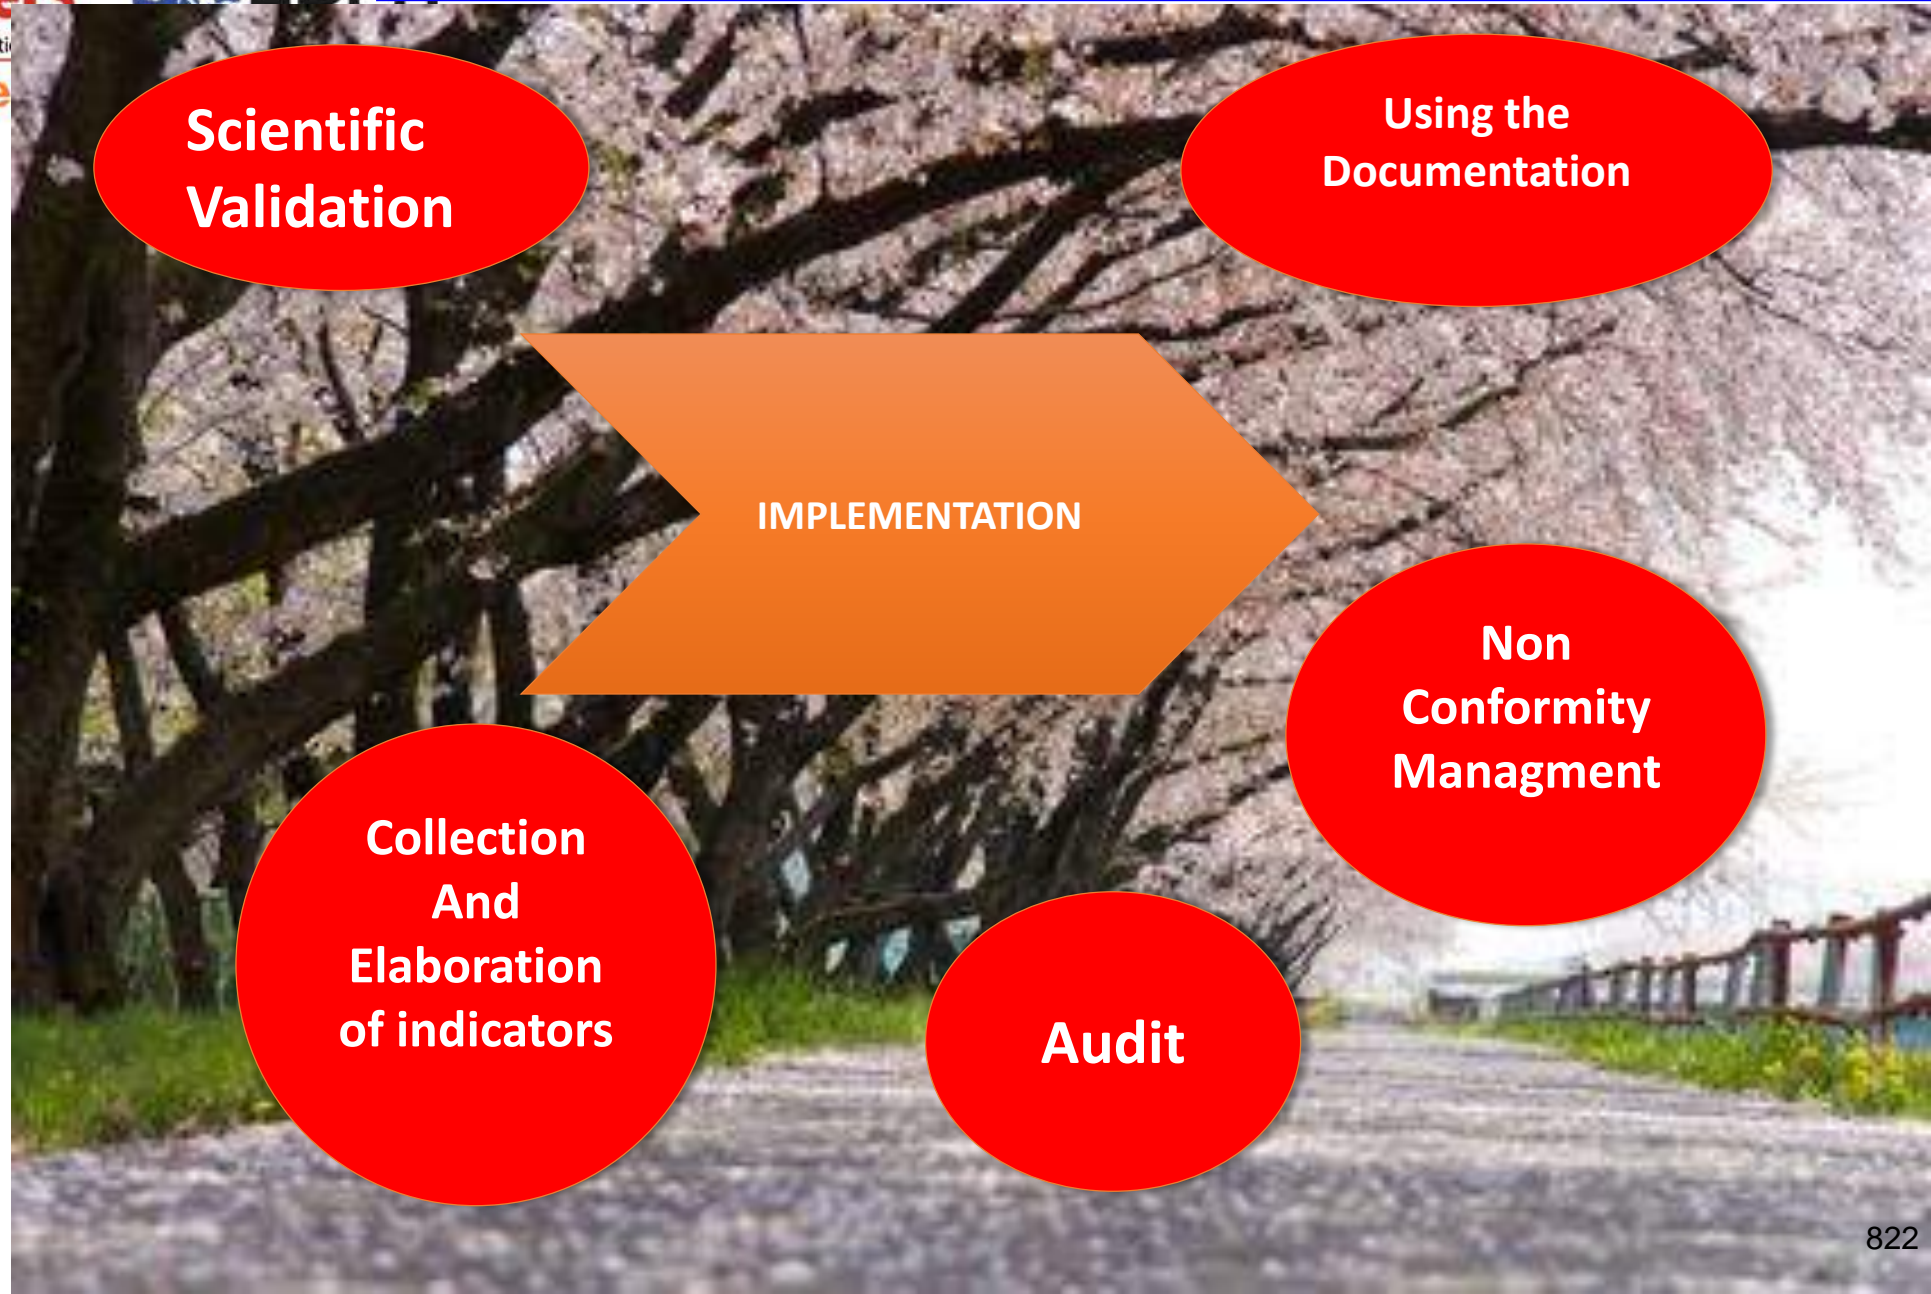 Scientific
Validation
Using the
Documentation
IMPLEMENTATION
Non
Conformity
Managment
Collection
And
Elaboration
of indicators
Audit
822